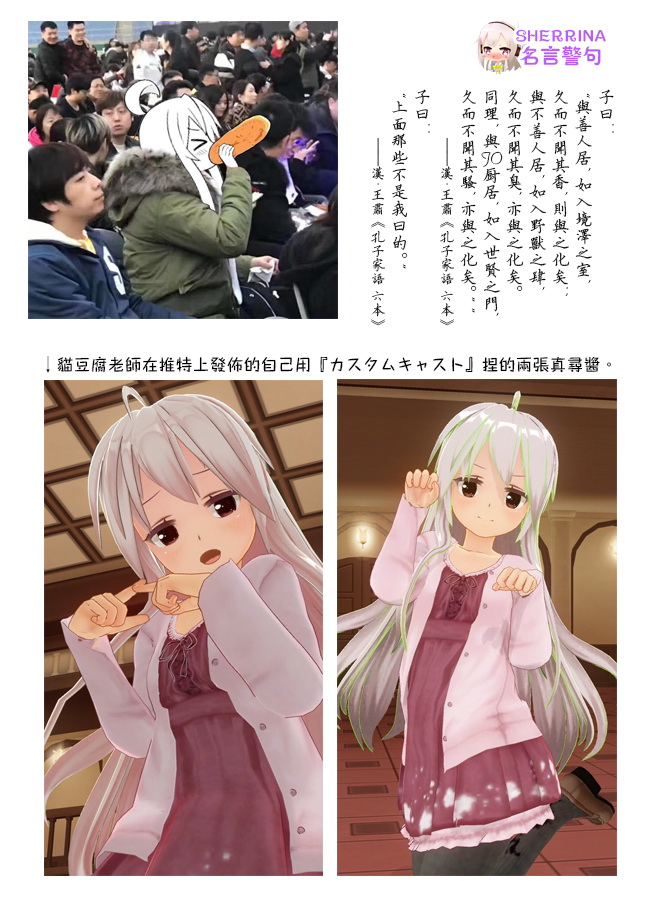 SHERRINA
名言警句
子曰：
“與善人居，如入境澤之室，
久而不聞其香，則與之化矣；
與不善人居，如入野獸之肆，
久而不聞其臭，亦與之化矣。
同理，與JO厨居，如入世賢之門，
久而不聞其騷，亦與之化矣。””
——漢·王肅《孔子家語 六本》
子曰：
“上面那些不是我曰的。”
——漢·王肅《孔子家語 六本》
S
↓貓豆腐老師在推特上發佈的自己用『カスタムキャスト』捏的兩張真尋醬。